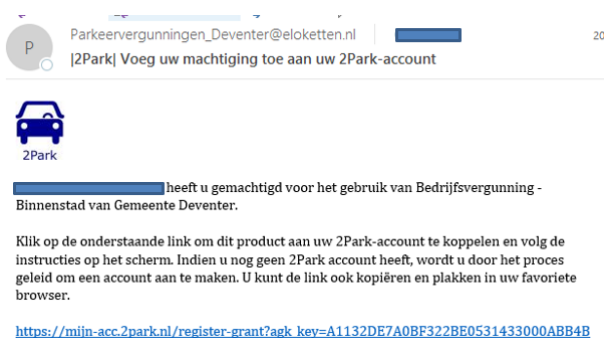 P
Parkeervergunningen_Deventer@eloketten.nl
20
|2Park| Voeg uw machtiging toe aan uw 2Park-account
2Park
heeft u gemachtigd voor het gebruik van Bedrijfsvergunning -
Binnenstad van Gemeente Deventer.
Klik op de onderstaande link om dit product aan uw 2Park-account te koppelen en volg de
instructies op het scherm. Indien u nog geen 2Park account heeft, wordt u door het proces
geleid om een account aan te maken. U kunt de link ook kopiëren en plakken in uw favoriete
browser.
https://mijn-acc.2park.nl/register-grant?agk_key=A1132DE7A0BF322BE0531433000ABB4B